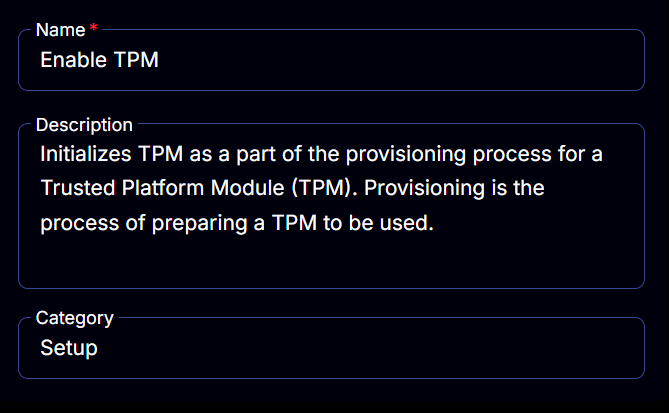 Name *
Enable TPM
Description
Initializes TPM as a part of the provisioning process for a
Trusted Platform Module (TPM). Provisioning is the
process of preparing a TPM to be used.
Category
Setup